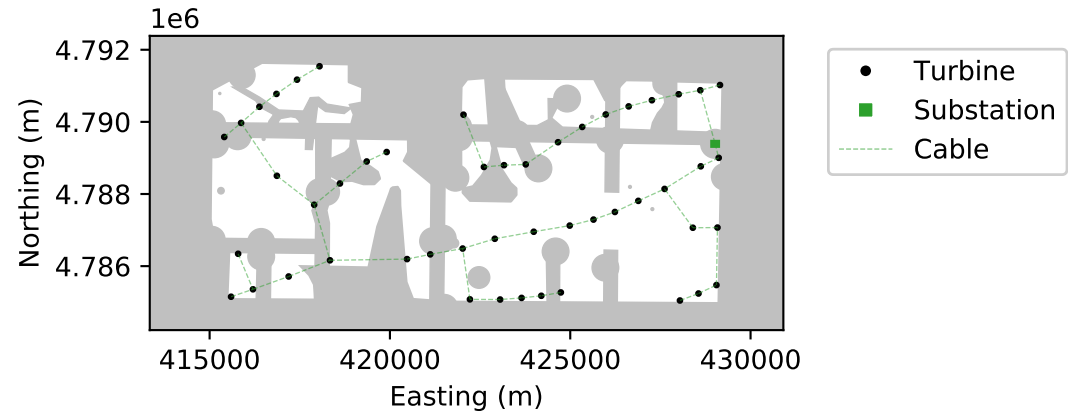 1e6
4.792
4.790
4.788
4.786
Northing (m)
415000 420000 425000 430000
Easting (m)
Turbine
Substation
Cable